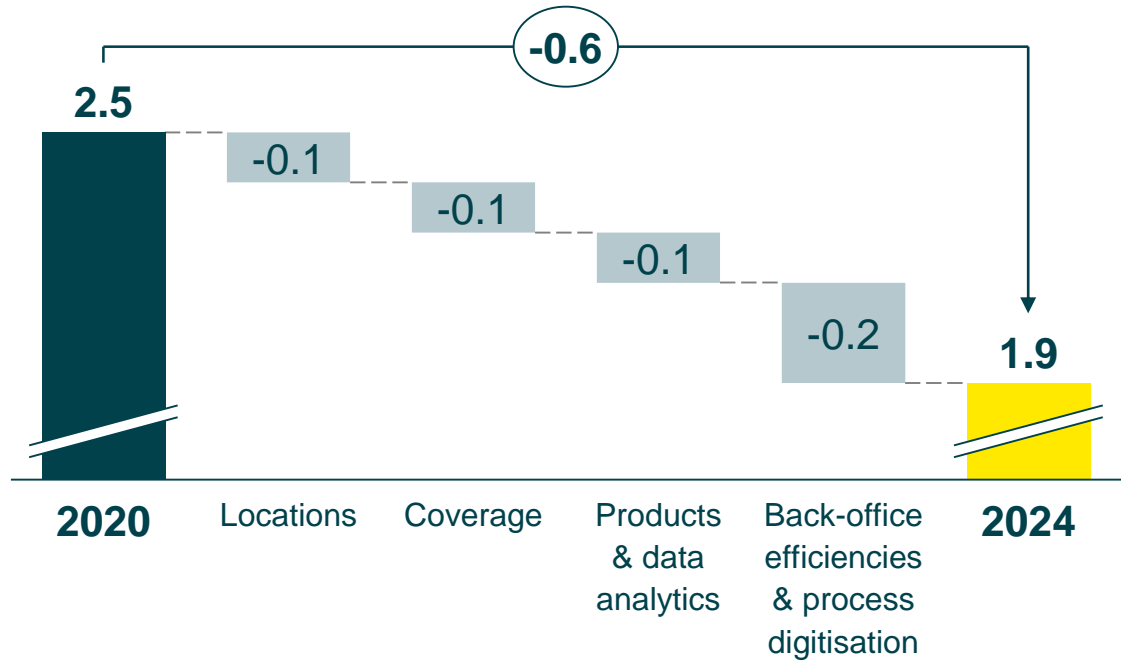 -0.6
2.5
-0.1
-0.1
-0.1
-0.2
1.9
2020
Locations
Coverage
Products
& data
analytics
Back-office
efficiencies
& process
digitisation
2024